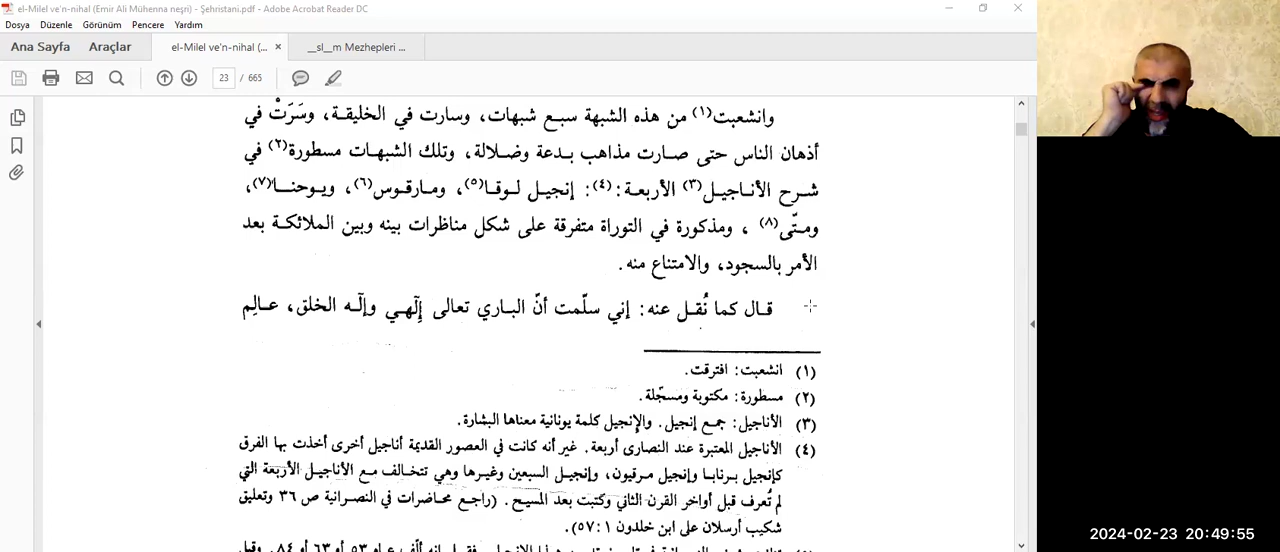 el-Milel ve'n-nihal (Emir Ali Mühenna neşri) - Şehristani.pdf - Adobe Acrobat Reader DC
Dosya Düzenle Görünüm Pencere Yardım
Ana Sayfa Araçlar el-Milel ve'n-nihal (... × __sl__m Mezhepleri ...
23 / 665
وانشعبت(١) من هذه الشبهة سبع شبهات، وسارت في الخليقة، وسَرَتْ في
أذهان الناس حتى صارت مذاهب بدعة وضلالة، وتلك الشبهات مسطورة(٢) في
شرح الأناجيل(٣) الأربعة:(٤): إنجيل لوقا(٥)، ومارقوس(٦)، ويوحنا(٧)،
ومتّى(٨)، ومذكورة في التوراة متفرقة على شكل مناظرات بينه وبين الملائكة بعد
الأمر بالسجود، والامتناع منه.
قال كما نُقل عنه: إني سلّمت أنّ الباري تعالى إلٓهي وإلٓه الخلق، عالِم
(١) انشعبت: افترقت.
(٢) مسطورة: مكتوبة ومسجّلة.
(٣) الأناجيل: جمع إنجيل. والإنجيل كلمة يونانية معناها البشارة.
(٤) الأناجيل المعتبرة عند النصارى أربعة. غير أنه كانت في العصور القديمة أناجيل أخرى أخذت بها الفرق
كإنجيل برنابا وإنجيل مرقيون، وإنجيل السبعين وغيرها وهي تتخالف مع الأناجيل الأربعة التي
لم تُعرف قبل أواخر القرن الثاني وكتبت بعد المسيح. (راجع محاضرات في النصرانية ص ٣٦ وتعليق
شكيب أرسلان على ابن خلدون ١: ٥٧).
2024-02-23 20:49:55